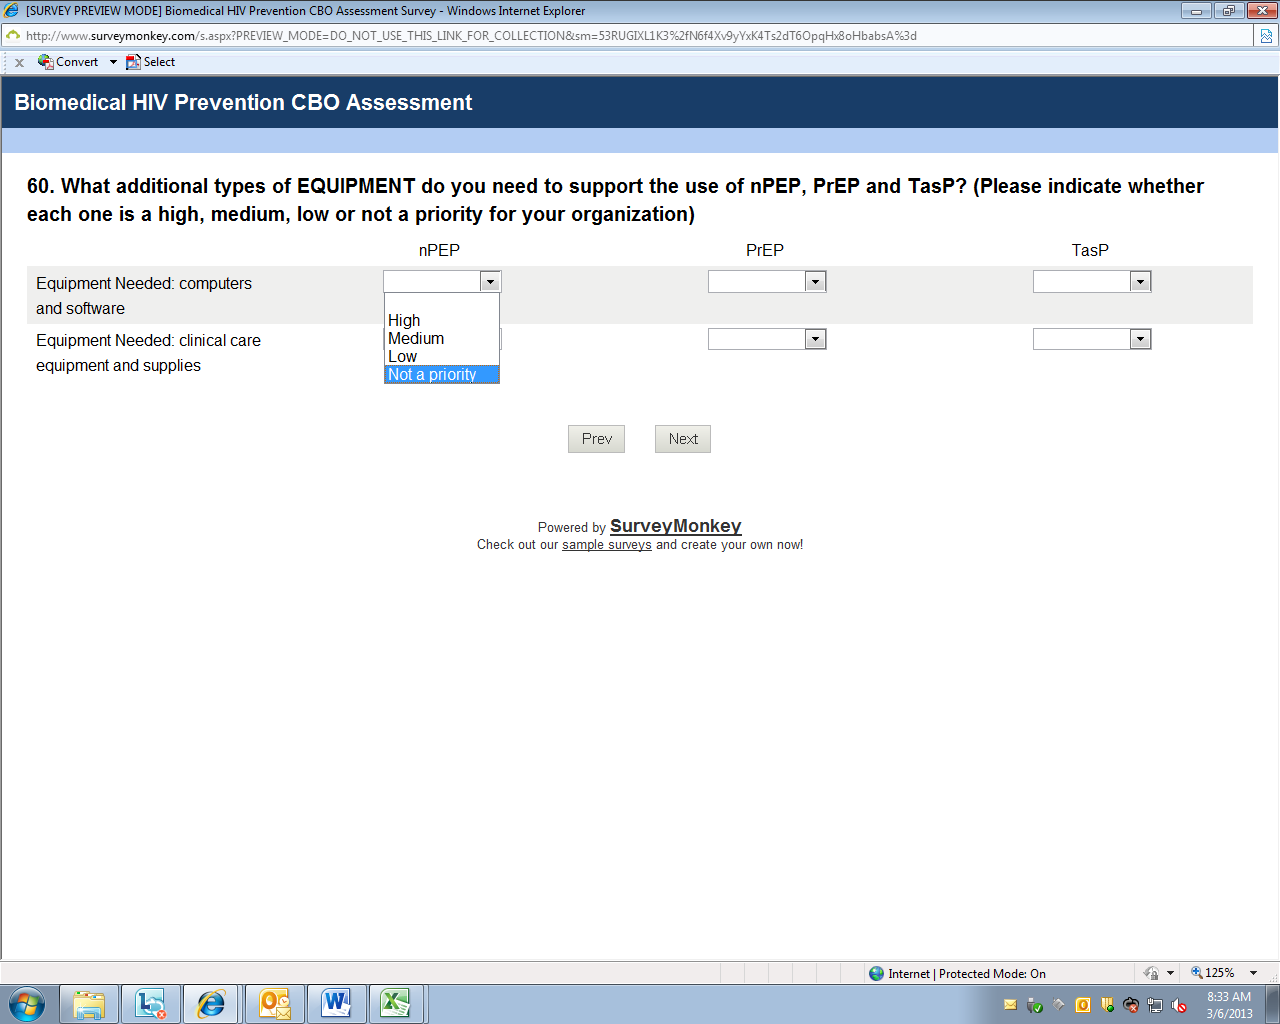 [SURVEY PREVIEW MODE] Biomedical HIV Prevention CBO Assessment Survey - Windows Internet Explorer
http://www.surveymonkey.com/s.aspx?PREVIEW_MODE=DO_NOT_USE_THIS_LINK_FOR_COLLECTION&sm=53RUGIXL1K3%2fN6f4Xv9yYxK4Ts2dT6OpqHx8oHbabsA%3d
x Convert Select
Biomedical HIV Prevention CBO Assessment
60. What additional types of EQUIPMENT do you need to support the use of nPEP, PrEP and TasP? (Please indicate whether
each one is a high, medium, low or not a priority for your organization)
nPEP PrEP TasP
Equipment Needed: computers
and software
High
Medium
Low
Not a priority
Equipment Needed: clinical care
equipment and supplies
Prev Next
Powered by SurveyMonkey
Check out our sample surveys and create your own now!
Internet | Protected Mode: On
125%
8:33 AM
3/6/2013